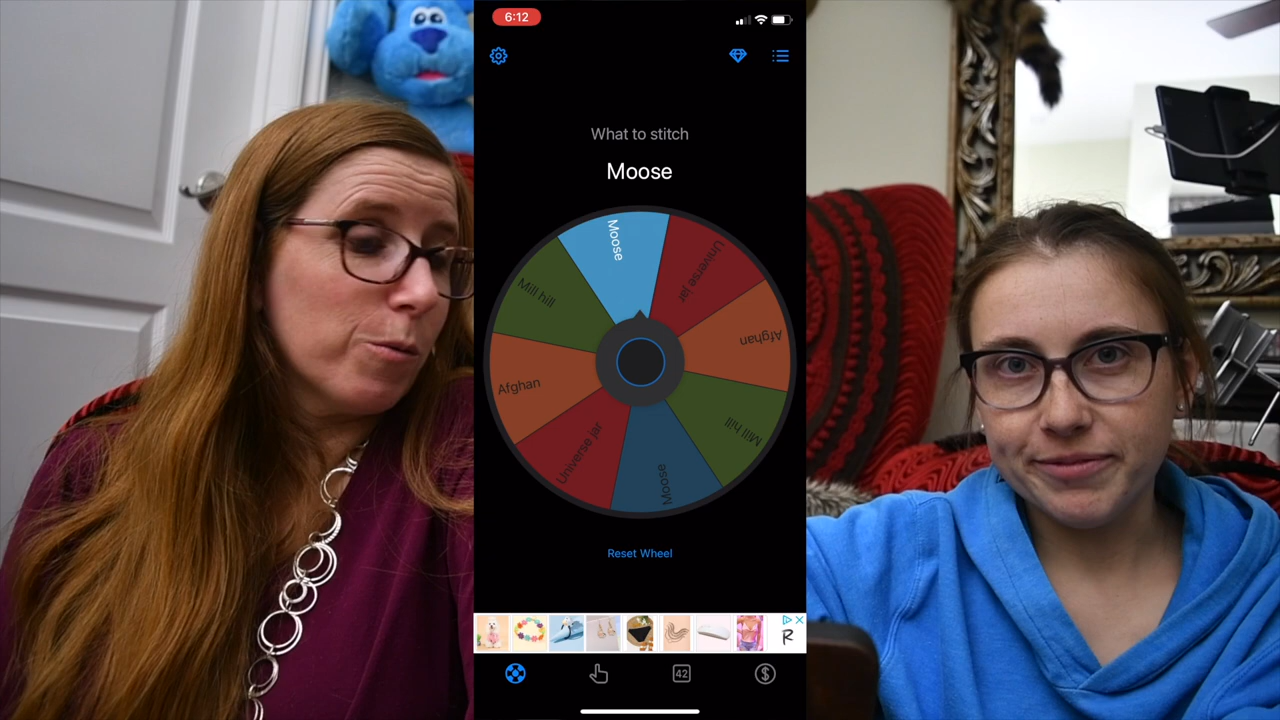 6:12
What to stitch
Moose
Moose
Universe jar
Afghan
Mill hill
Moose
Universe jar
Afghan
Mill hill
Reset Wheel
R
42
$